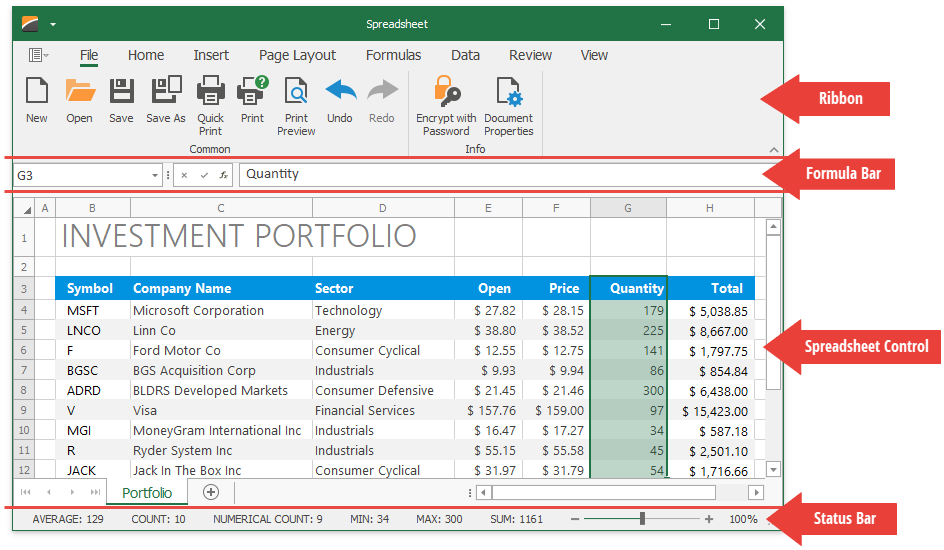 Spreadsheet
File Home Insert Page Layout Formulas Data Review View
Ribbon
New Open Save Save As Quick Print Print Print Preview Undo Redo Encrypt with Password Document Properties
Common Info
G3 fx Quantity
Formula Bar
A B C D E F G H
1 INVESTMENT PORTFOLIO
2
3 Symbol Company Name Sector Open Price Quantity Total
4 MSFT Microsoft Corporation Technology $ 27.82 $ 28.15 179 $ 5,038.85
5 LNCO Linn Co Energy $ 38.80 $ 38.52 225 $ 8,667.00
6 F Ford Motor Co Consumer Cyclical $ 12.55 $ 12.75 141 $ 1,797.75
Spreadsheet Control
7 BGSC BGS Acquisition Corp Industrials $ 9.93 $ 9.94 86 $ 854.84
8 ADRD BLDRS Developed Markets Consumer Defensive $ 21.45 $ 21.46 300 $ 6,438.00
9 V Visa Financial Services $ 157.76 $ 159.00 97 $ 15,423.00
10 MGI MoneyGram International Inc Industrials $ 16.47 $ 17.27 34 $ 587.18
11 R Ryder System Inc Industrials $ 55.15 $ 55.58 45 $ 2,501.10
12 JACK Jack In The Box Inc Consumer Cyclical $ 31.97 $ 31.79 54 $ 1,716.66
Portfolio
AVERAGE: 129 COUNT: 10 NUMERICAL COUNT: 9 MIN: 34 MAX: 300 SUM: 1161 100%
Status Bar